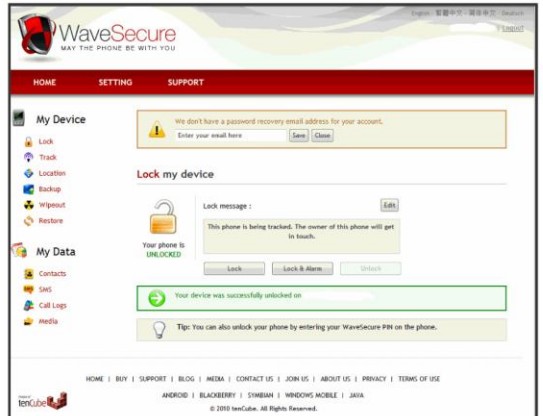 English · 繁體中文 · 简体中文 · Deutsch
Logout
WaveSecure
MAY THE PHONE BE WITH YOU
HOME SETTING SUPPORT
My Device
Lock
Track
Location
Backup
Wipeout
Restore
My Data
Contacts
SMS
Call Logs
Media
We don't have a password recovery email address for your account.
Enter your email here Save Close
Lock my device
Lock message : Edit
This phone is being tracked. The owner of this phone will get
in touch.
Your phone is
UNLOCKED
Lock Lock & Alarm Unlock
Your device was successfully unlocked on
Tip: You can also unlock your phone by entering your WaveSecure PIN on the phone.
HOME | BUY | SUPPORT | BLOG | MEDIA | CONTACT US | JOIN US | ABOUT US | PRIVACY | TERMS OF USE
ANDROID | BLACKBERRY | SYMBIAN | WINDOWS MOBILE | JAVA
© 2010 tenCube. All Rights Reserved.
tenCube